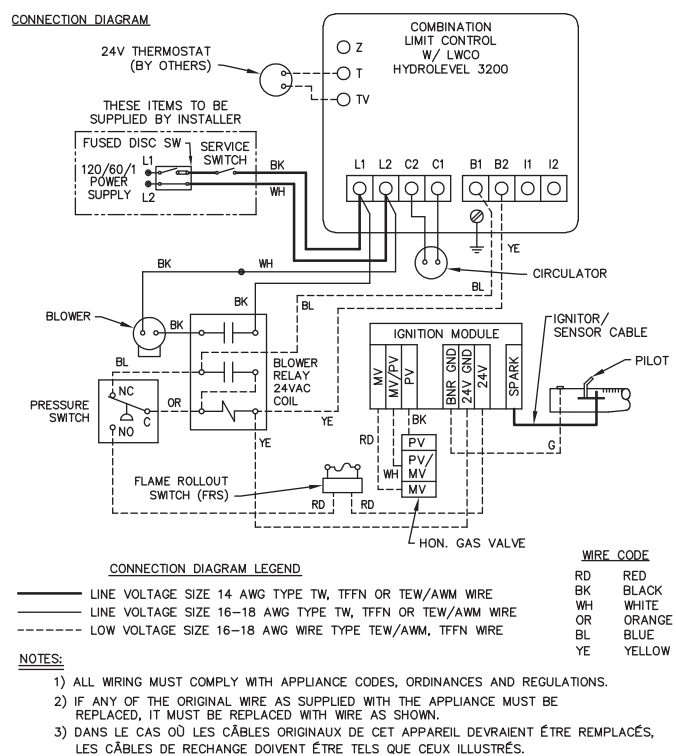 CONNECTION DIAGRAM
COMBINATION
LIMIT CONTROL
W/ LWCO
HYDROLEVEL 3200
Z
T
TV
24V THERMOSTAT
(BY OTHERS)
THESE ITEMS TO BE
SUPPLIED BY INSTALLER
FUSED DISC SW
SERVICE
SWITCH
L1
120/60/1
POWER
SUPPLY
L2
BK
WH
L1 L2 C2 C1 B1 B2 I1 I2
YE
CIRCULATOR
BL
BK
WH
BK
BL
BLOWER
BK
BL
BLOWER
RELAY
24VAC
COIL
PRESSURE
SWITCH
NC
C
NO
OR
YE
YE
IGNITION MODULE
MV
MV/PV
PV
BNR GND
24V GND
24V
SPARK
IGNITOR/
SENSOR CABLE
PILOT
G
BK
RD
WH
PV
PV/
MV
MV
HON. GAS VALVE
FLAME ROLLOUT
SWITCH (FRS)
RD
RD
CONNECTION DIAGRAM LEGEND
LINE VOLTAGE SIZE 14 AWG TYPE TW, TFFN OR TEW/AWM WIRE
LINE VOLTAGE SIZE 16-18 AWG TYPE TW, TFFN OR TEW/AWM WIRE
LOW VOLTAGE SIZE 16-18 AWG WIRE TYPE TEW/AWM, TFFN WIRE
WIRE CODE
RD RED
BK BLACK
WH WHITE
OR ORANGE
BL BLUE
YE YELLOW
NOTES:
1) ALL WIRING MUST COMPLY WITH APPLIANCE CODES, ORDINANCES AND REGULATIONS.
2) IF ANY OF THE ORIGINAL WIRE AS SUPPLIED WITH THE APPLIANCE MUST BE
REPLACED, IT MUST BE REPLACED WITH WIRE AS SHOWN.
3) DANS LE CAS OÙ LES CÂBLES ORIGINAUX DE CET APPAREIL DEVRAIENT ÉTRE REMPLACÉS,
LES CÂBLES DE RECHANGE DOIVENT ÉTRE TELS QUE CEUX ILLUSTRÉS.